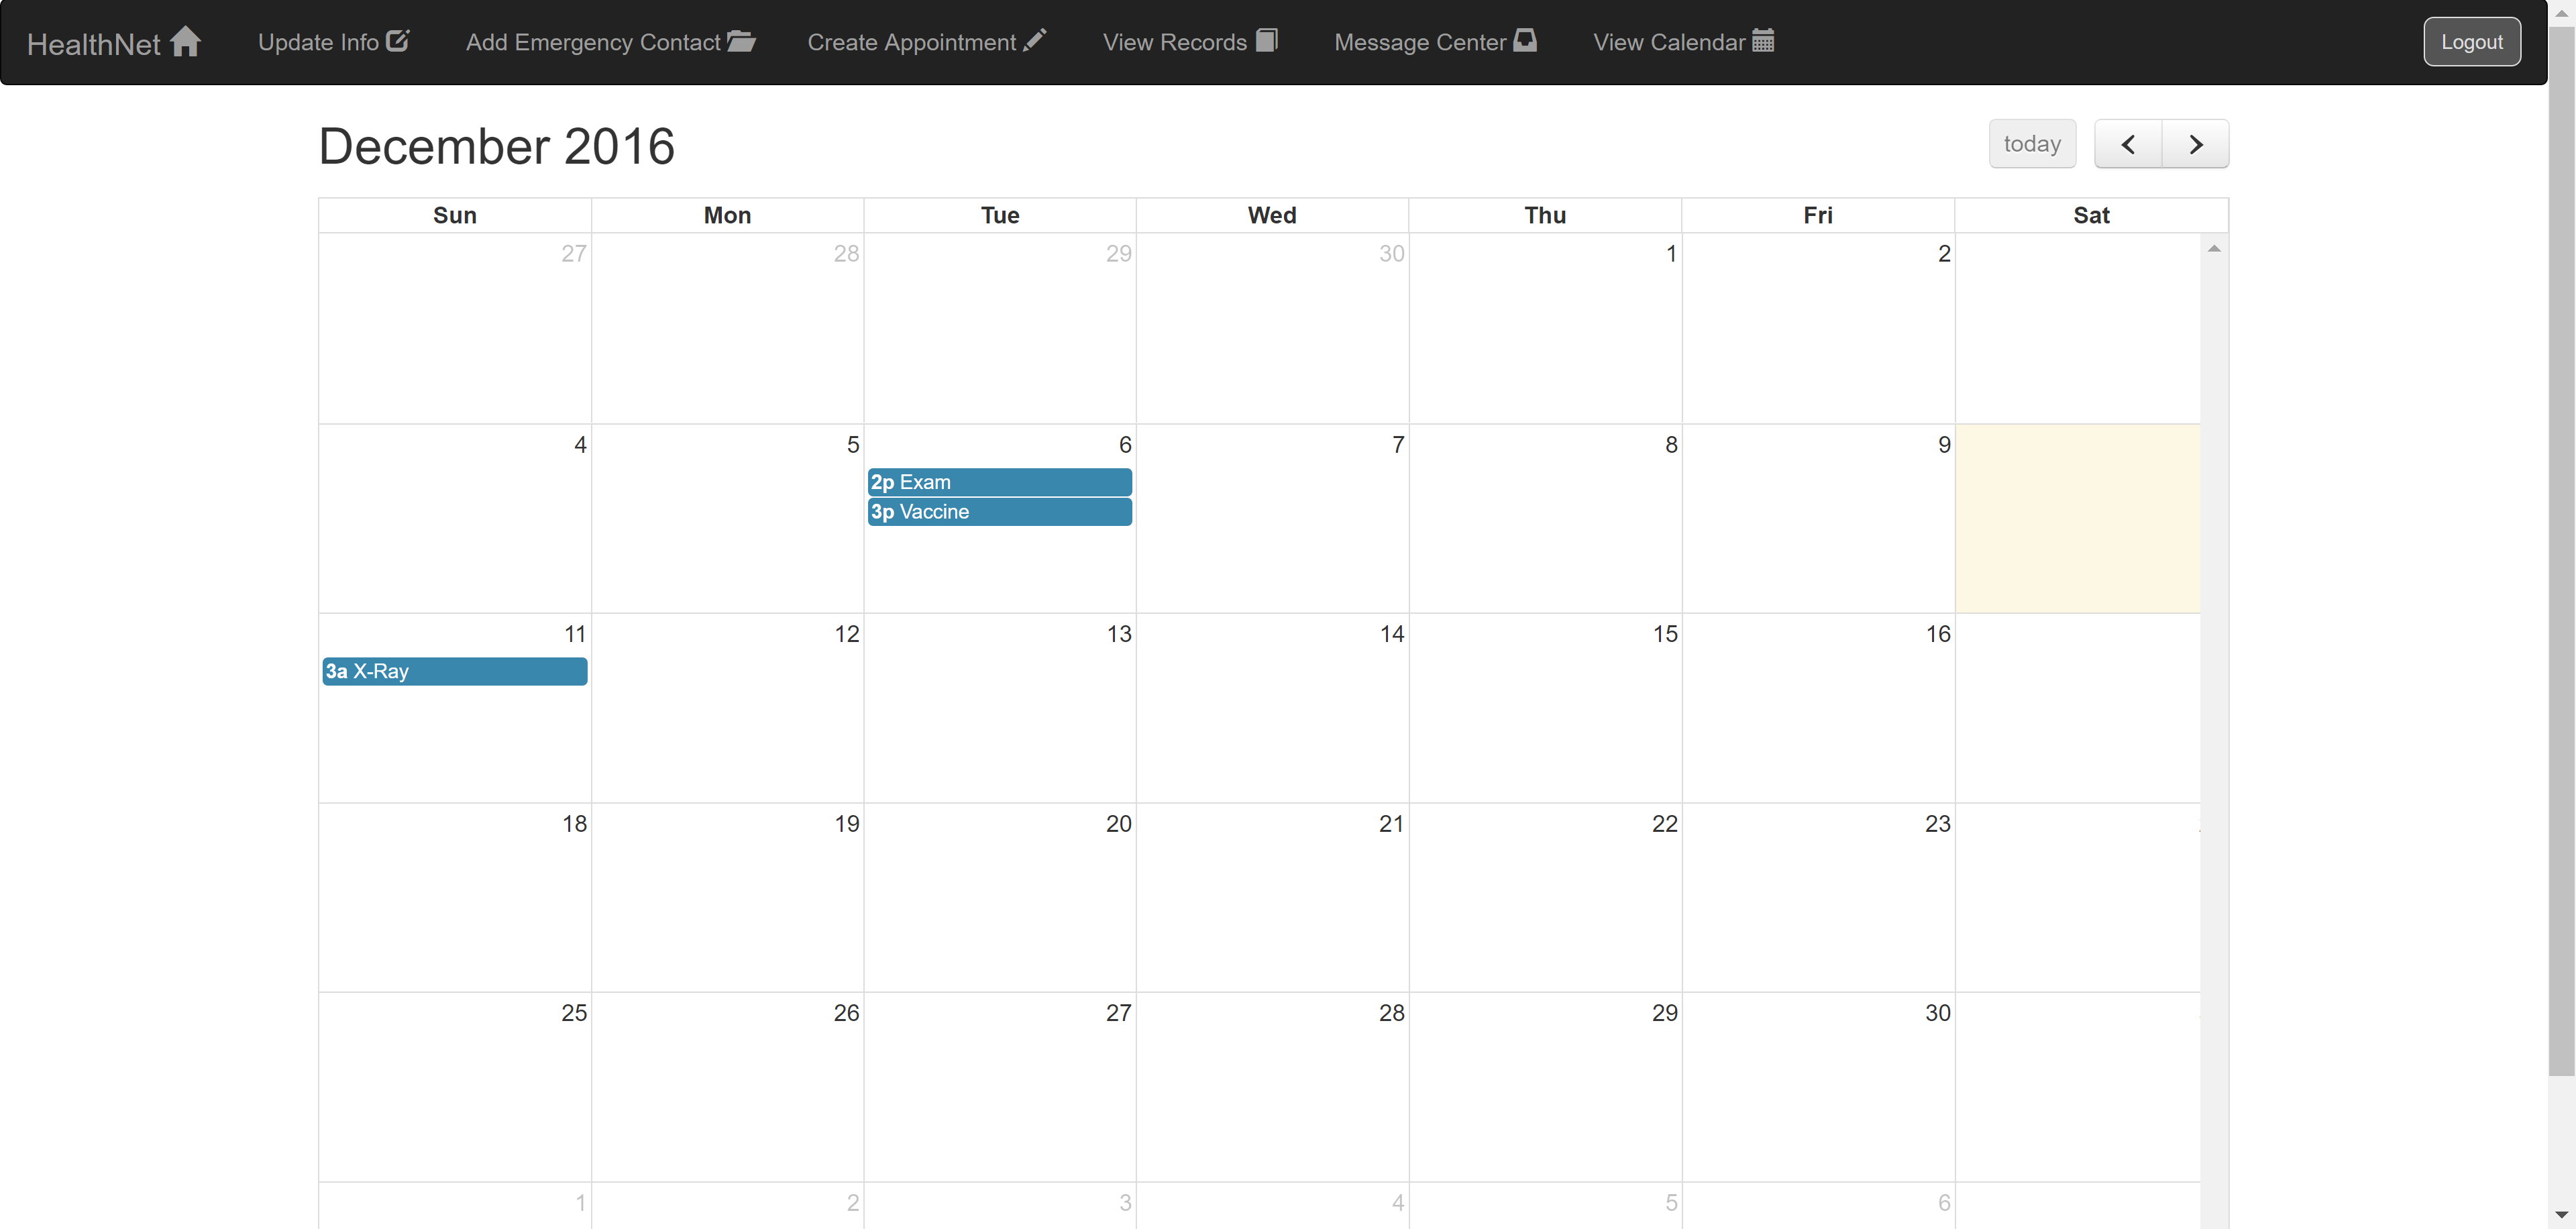 HealthNet Update Info Add Emergency Contact Create Appointment View Records Message Center View Calendar Logout
December 2016 today
Sun Mon Tue Wed Thu Fri Sat
27 28 29 30 1 2
4 5 6 7 8 9
2p Exam
3p Vaccine
11 12 13 14 15 16
3a X-Ray
18 19 20 21 22 23
25 26 27 28 29 30
1 2 3 4 5 6